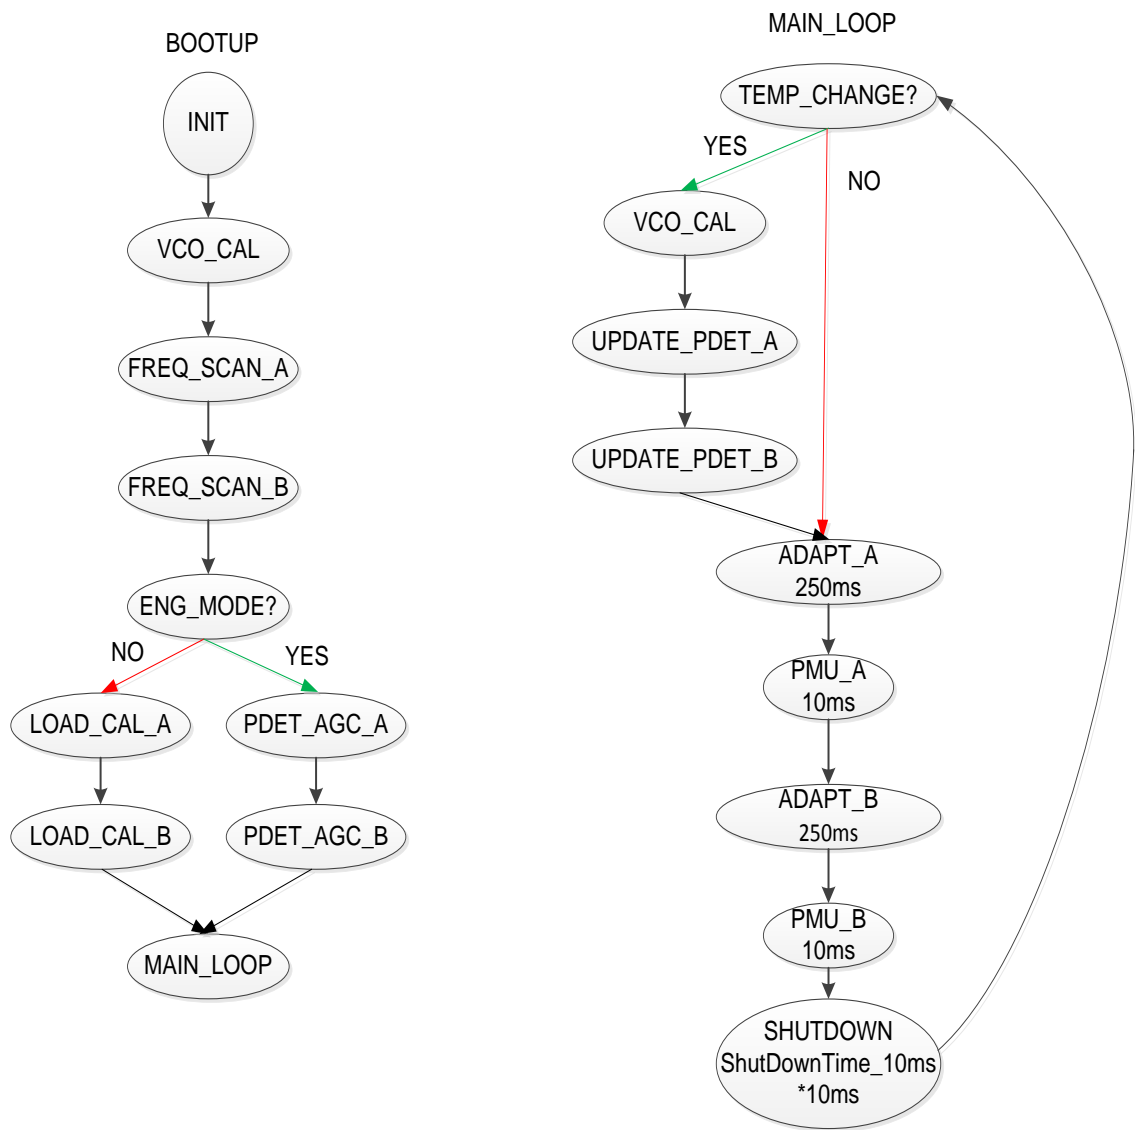 BOOTUP
INIT
VCO_CAL
FREQ_SCAN_A
FREQ_SCAN_B
ENG_MODE?
NO
YES
LOAD_CAL_A
PDET_AGC_A
LOAD_CAL_B
PDET_AGC_B
MAIN_LOOP
MAIN_LOOP
TEMP_CHANGE?
YES
NO
VCO_CAL
UPDATE_PDET_A
UPDATE_PDET_B
ADAPT_A
250ms
PMU_A
10ms
ADAPT_B
250ms
PMU_B
10ms
SHUTDOWN
ShutDownTime_10ms
*10ms